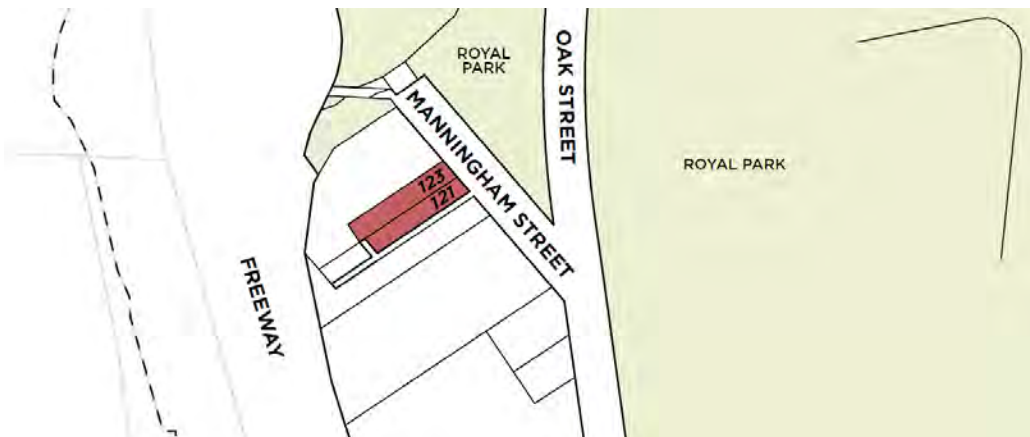 ROYAL
PARK
OAK STREET
MANNINGHAM STREET
ROYAL PARK
123
121
FREEWAY